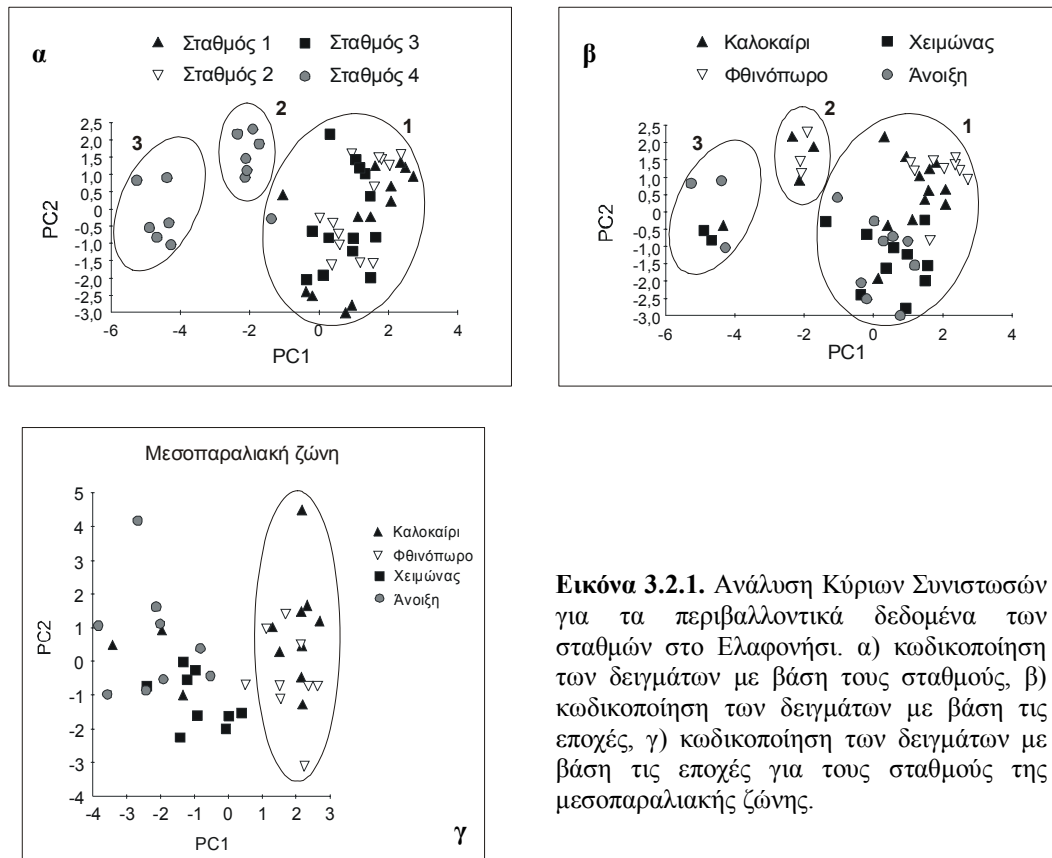 α
▲ Σταθμός 1 ■ Σταθμός 3
▽ Σταθμός 2 ● Σταθμός 4
3
2
1
2,5
2,0
1,5
1,0
0,5
0
-0,5
-1,0
-1,5
-2,0
-2,5
-3,0
PC2
-6 -4 -2 0 2 4
PC1
β
▲ Καλοκαίρι ■ Χειμώνας
▽ Φθινόπωρο ● Άνοιξη
3
2
1
2,5
2,0
1,5
1,0
0,5
0
-0,5
-1,0
-1,5
-2,0
-2,5
-3,0
PC2
-6 -4 -2 0 2 4
PC1
Μεσοπαραλιακή ζώνη
5
4
3
2
1
0
-1
-2
-3
-4
PC2
-4 -3 -2 -1 0 1 2 3
PC1
▲ Καλοκαίρι
▽ Φθινόπωρο
■ Χειμώνας
● Άνοιξη
γ
Εικόνα 3.2.1. Ανάλυση Κύριων Συνιστωσών
για τα περιβαλλοντικά δεδομένα των
σταθμών στο Ελαφονήσι. α) κωδικοποίηση
των δειγμάτων με βάση τους σταθμούς, β)
κωδικοποίηση των δειγμάτων με βάση τις
εποχές, γ) κωδικοποίηση των δειγμάτων με
βάση τις εποχές για τους σταθμούς της
μεσοπαραλιακής ζώνης.